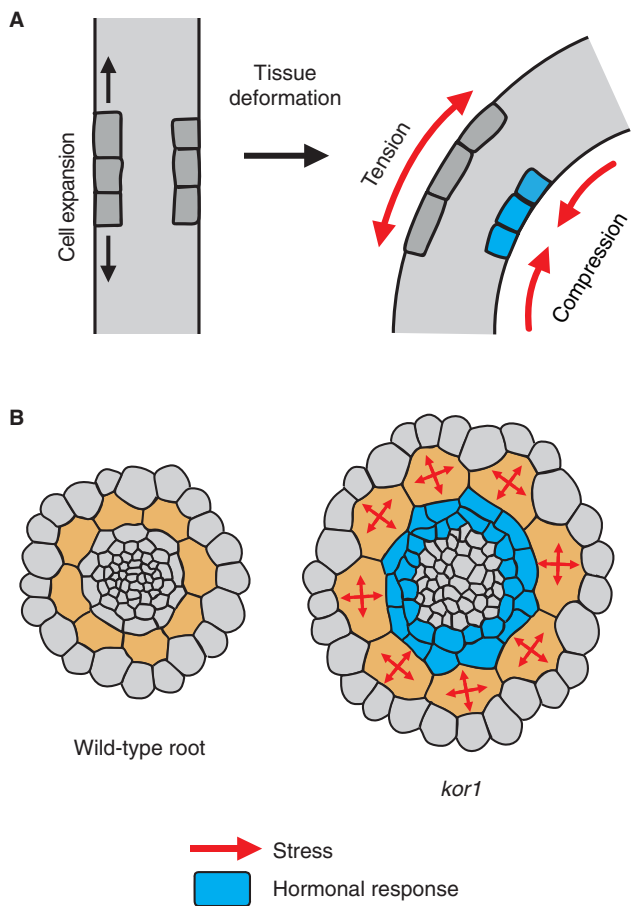 A
Cell expansion
Tissue
deformation
Tension
Compression
B
Wild-type root
kor1
Stress
Hormonal response